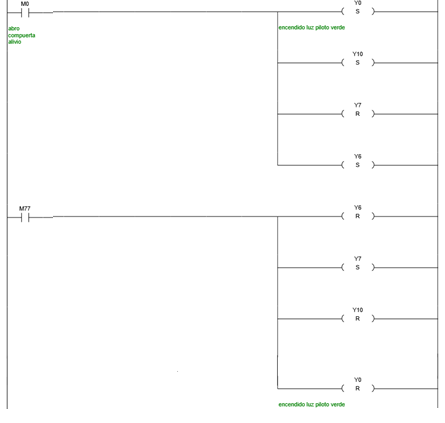 M0
Y0
S
abro
compuerta
alivio
encendido luz piloto verde
Y10
S
Y7
R
Y6
S
M77
Y6
R
Y7
S
Y10
R
Y0
R
encendido luz piloto verde